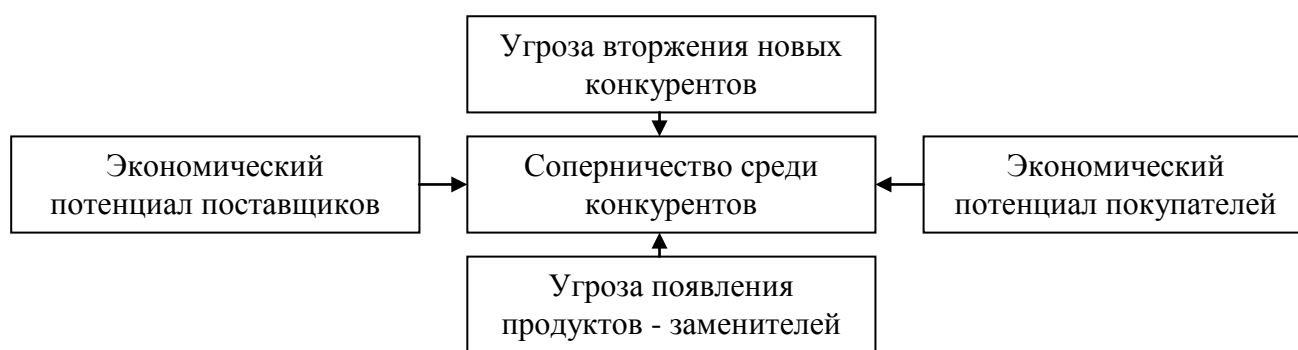 Угроза вторжения новых
конкурентов
Экономический
потенциал поставщиков
Соперничество среди
конкурентов
Экономический
потенциал покупателей
Угроза появления
продуктов - заменителей